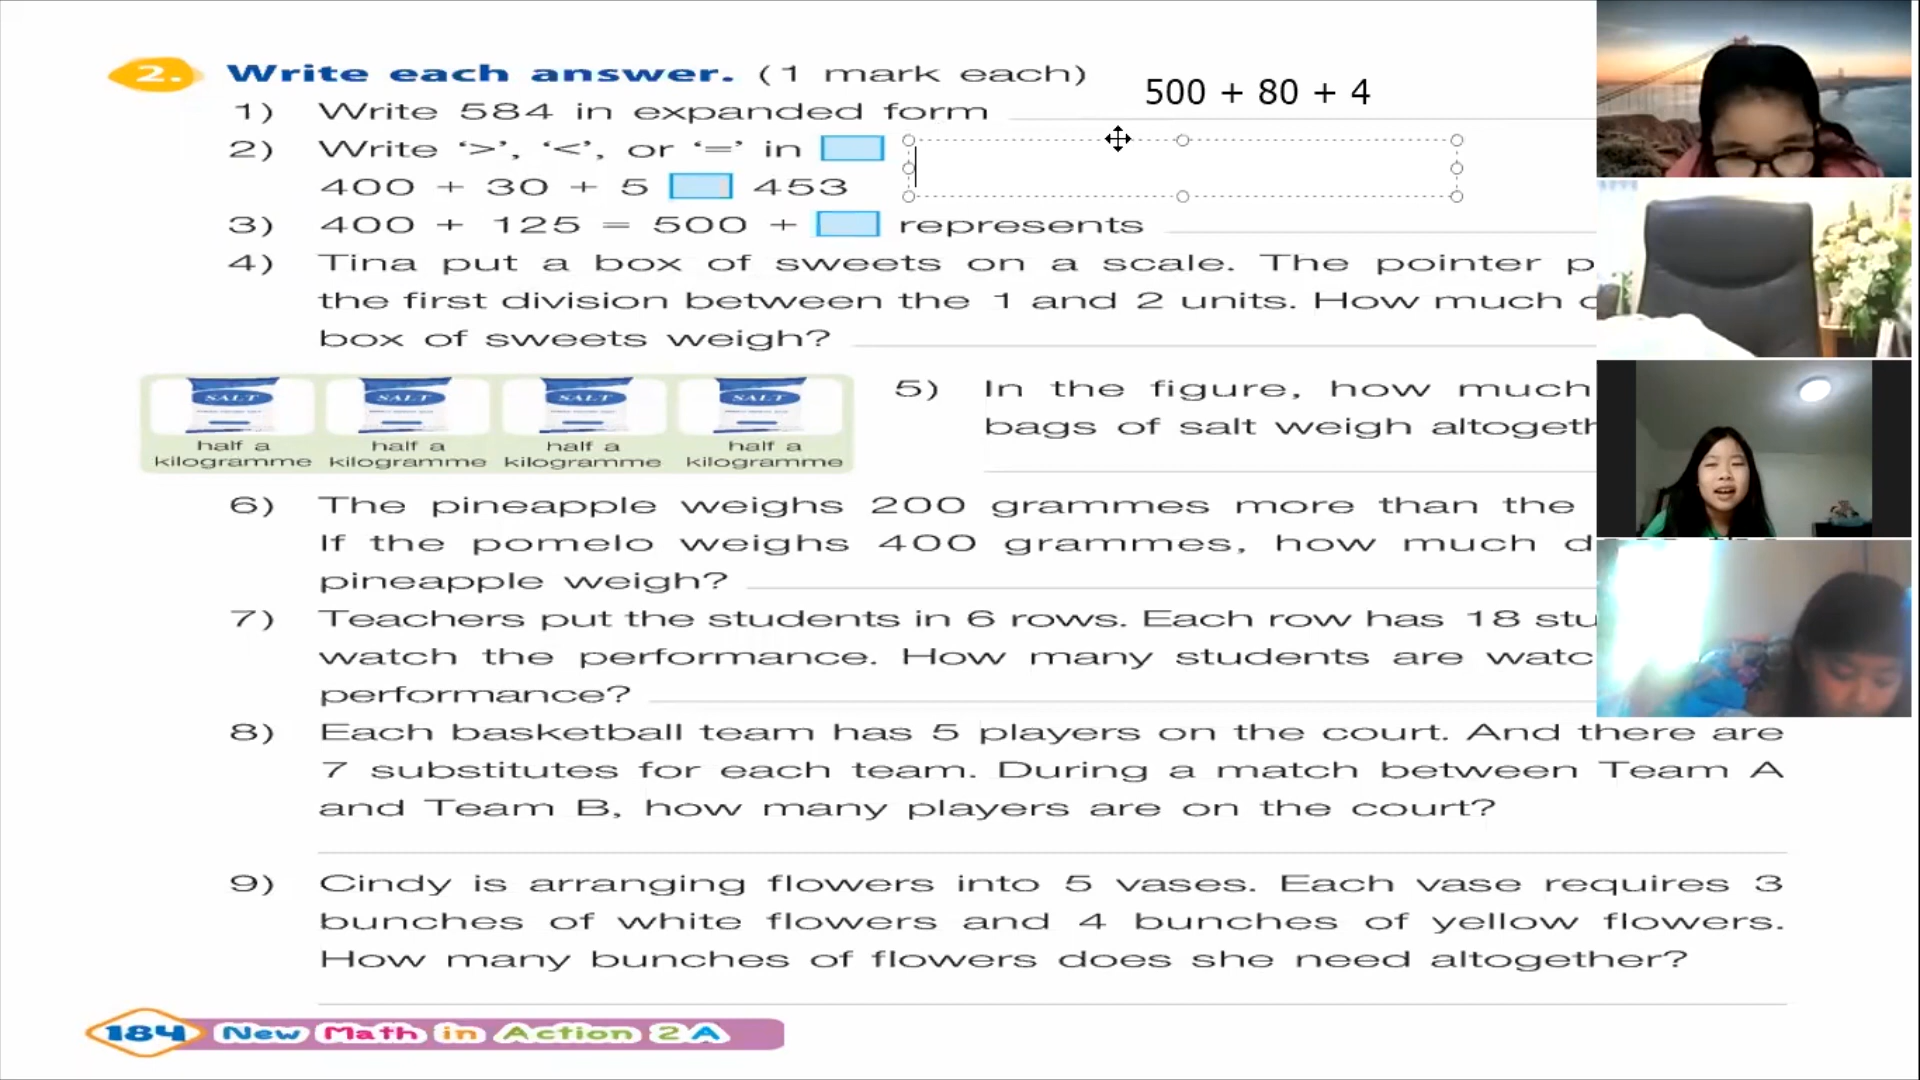 2. Write each answer. (1 mark each)
500 + 80 + 4
1) Write 584 in expanded form
2) Write ‘>’, ‘<’, or ‘=’ in
400 + 30 + 5 453
3) 400 + 125 = 500 + represents
4) Tina put a box of sweets on a scale. The pointer p
the first division between the 1 and 2 units. How much
box of sweets weigh?
SALT SALT SALT SALT
half a half a half a half a
kilogramme kilogramme kilogramme kilogramme
5) In the figure, how much
bags of salt weigh altogeth
6) The pineapple weighs 200 grammes more than the
If the pomelo weighs 400 grammes, how much d
pineapple weigh?
7) Teachers put the students in 6 rows. Each row has 18 stu
watch the performance. How many students are watc
performance?
8) Each basketball team has 5 players on the court. And there are
7 substitutes for each team. During a match between Team A
and Team B, how many players are on the court?
9) Cindy is arranging flowers into 5 vases. Each vase requires 3
bunches of white flowers and 4 bunches of yellow flowers.
How many bunches of flowers does she need altogether?
184 New Math in Action 2A